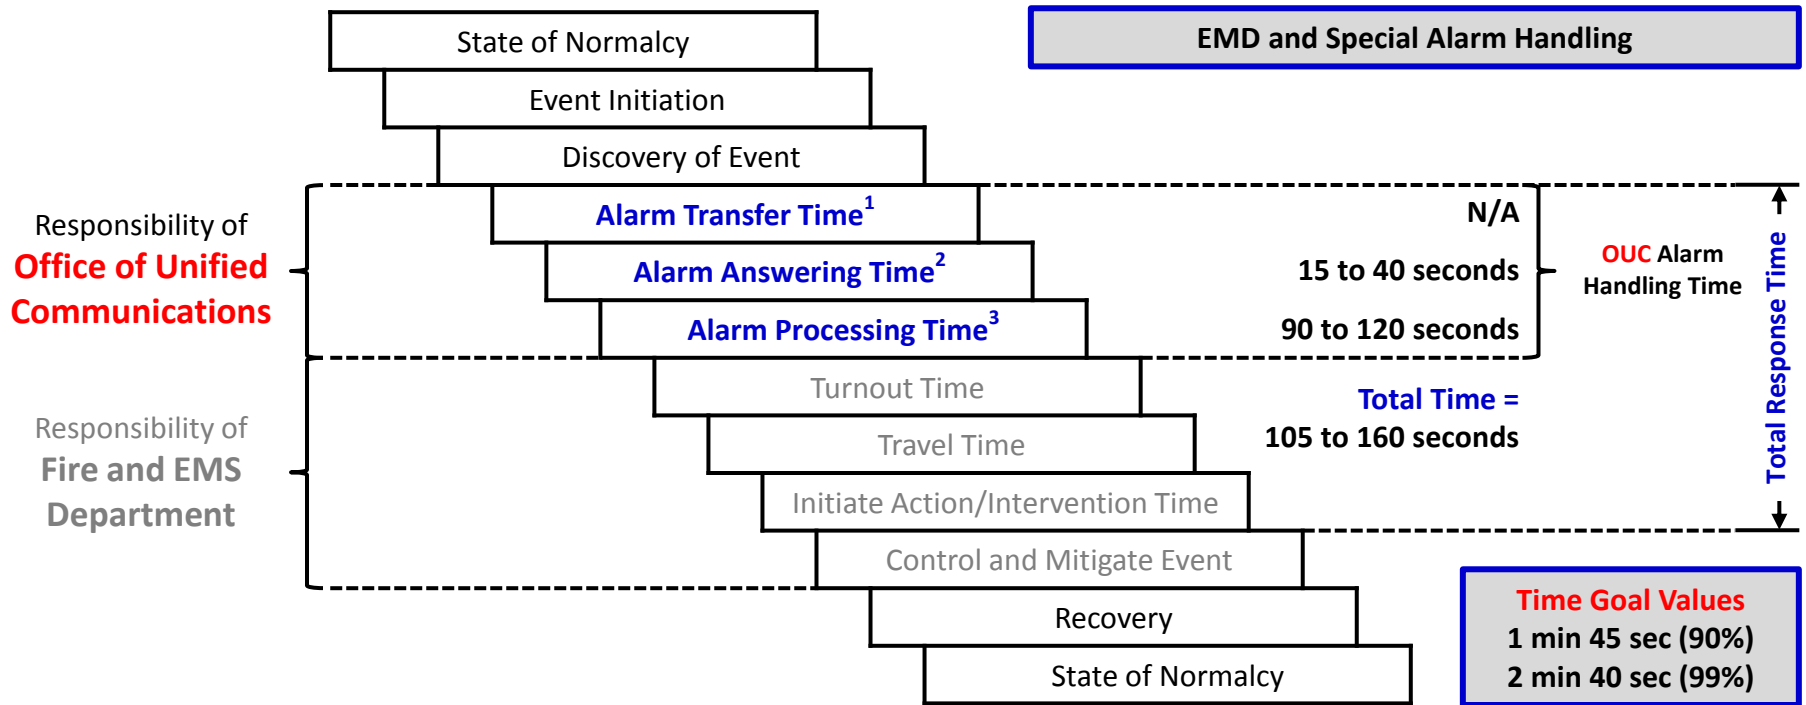 State of Normalcy
EMD and Special Alarm Handling
Event Initiation
Discovery of Event
Responsibility of
Office of Unified
Communications
Alarm Transfer Time¹
N/A
Alarm Answering Time²
15 to 40 seconds
Alarm Processing Time³
90 to 120 seconds
OUC Alarm
Handling Time
Total Response Time
Responsibility of
Fire and EMS
Department
Turnout Time
Total Time =
105 to 160 seconds
Travel Time
Initiate Action/Intervention Time
Control and Mitigate Event
Recovery
State of Normalcy
Time Goal Values
1 min 45 sec (90%)
2 min 40 sec (99%)